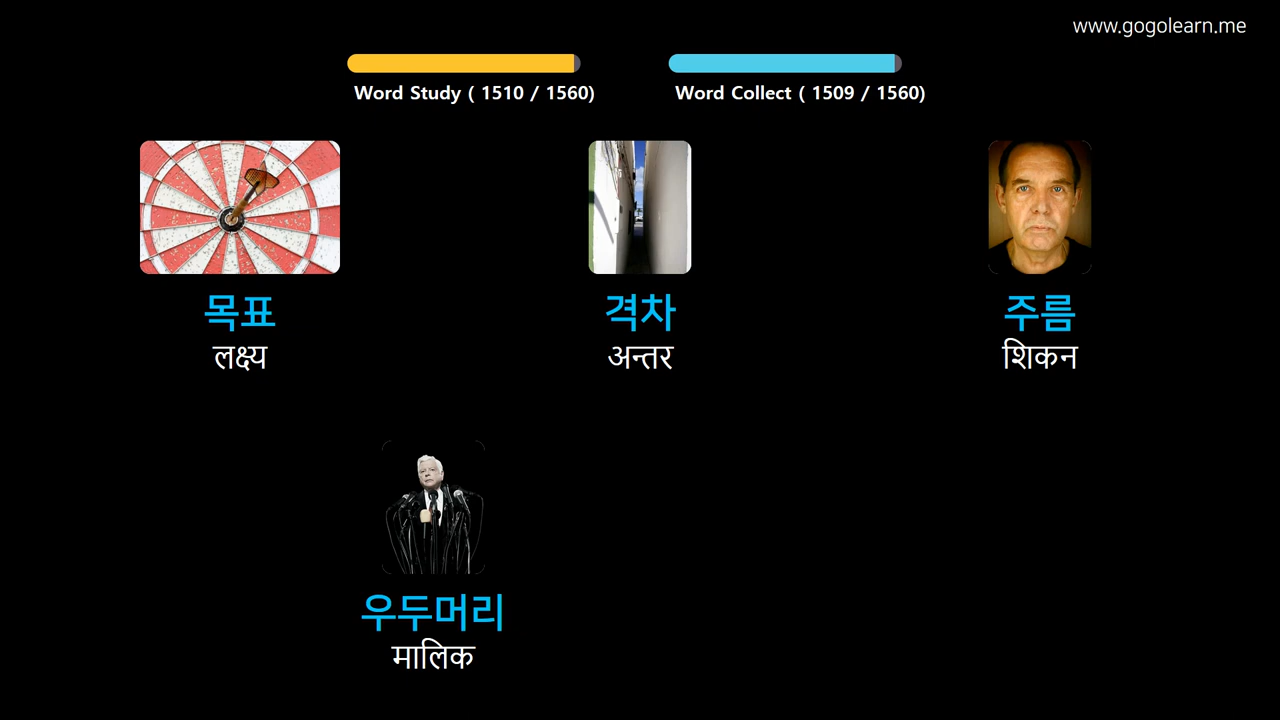 www.gogolearn.me
Word Study ( 1510 / 1560)
Word Collect ( 1509 / 1560)
목표
लक्ष्य
격차
अन्तर
주름
शिकन
우두머리
मालिक